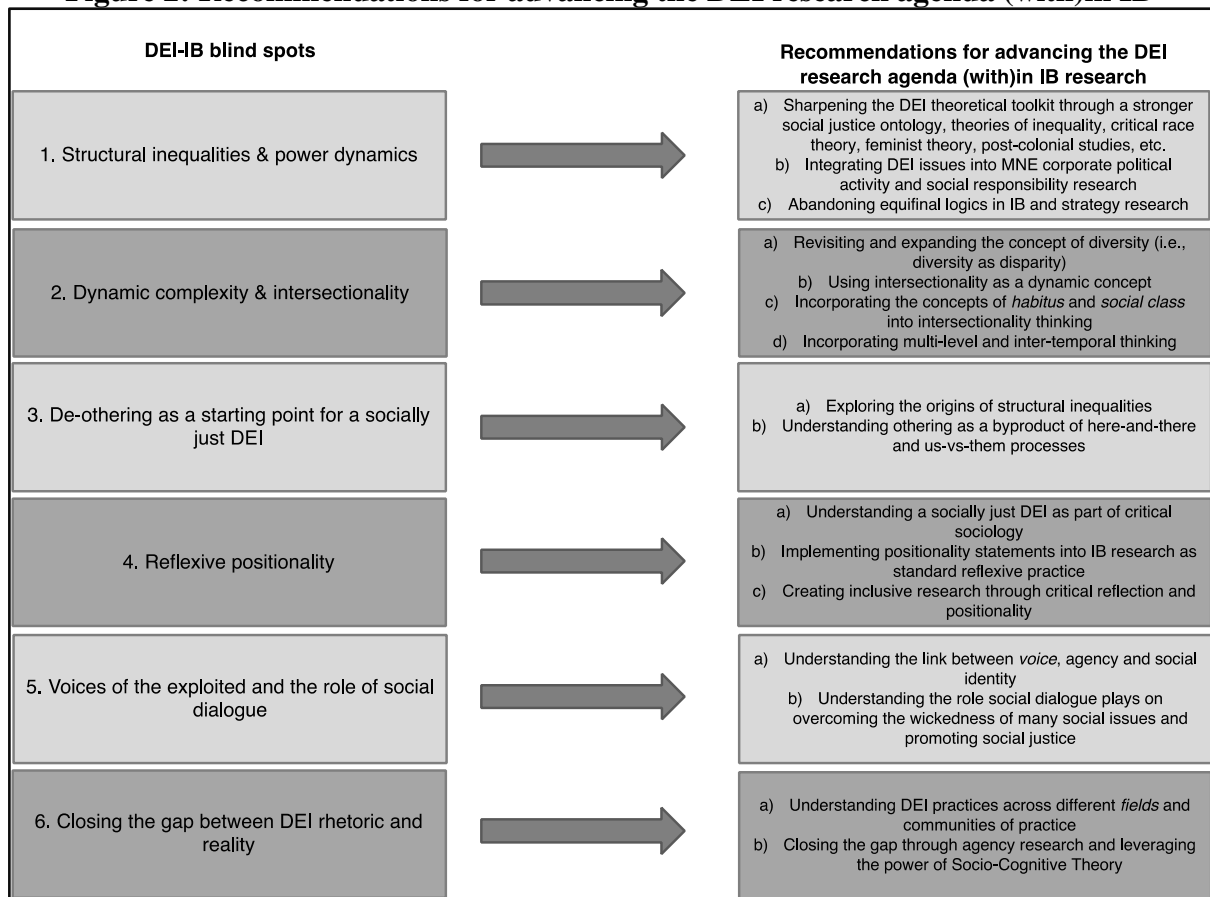 Figure 2: Recommendations for advancing the DEI research agenda (with)in IB
DEI-IB blind spots
Recommendations for advancing the DEI
research agenda (with)in IB research
1. Structural inequalities & power dynamics
a) Sharpening the DEI theoretical toolkit through a stronger
social justice ontology, theories of inequality, critical race
theory, feminist theory, post-colonial studies, etc.
b) Integrating DEI issues into MNE corporate political
activity and social responsibility research
c) Abandoning equifinal logics in IB and strategy research
2. Dynamic complexity & intersectionality
a) Revisiting and expanding the concept of diversity (i.e.,
diversity as disparity)
b) Using intersectionality as a dynamic concept
c) Incorporating the concepts of habitus and social class
into intersectionality thinking
d) Incorporating multi-level and inter-temporal thinking
3. De-othering as a starting point for a socially
just DEI
a) Exploring the origins of structural inequalities
b) Understanding othering as a byproduct of here-and-there
and us-vs-them processes
4. Reflexive positionality
a) Understanding a socially just DEI as part of critical
sociology
b) Implementing positionality statements into IB research as
standard reflexive practice
c) Creating inclusive research through critical reflection and
positionality
5. Voices of the exploited and the role of social
dialogue
a) Understanding the link between voice, agency and social
identity
b) Understanding the role social dialogue plays on
overcoming the wickedness of many social issues and
promoting social justice
6. Closing the gap between DEI rhetoric and
reality
a) Understanding DEI practices across different fields and
communities of practice
b) Closing the gap through agency research and leveraging
the power of Socio-Cognitive Theory